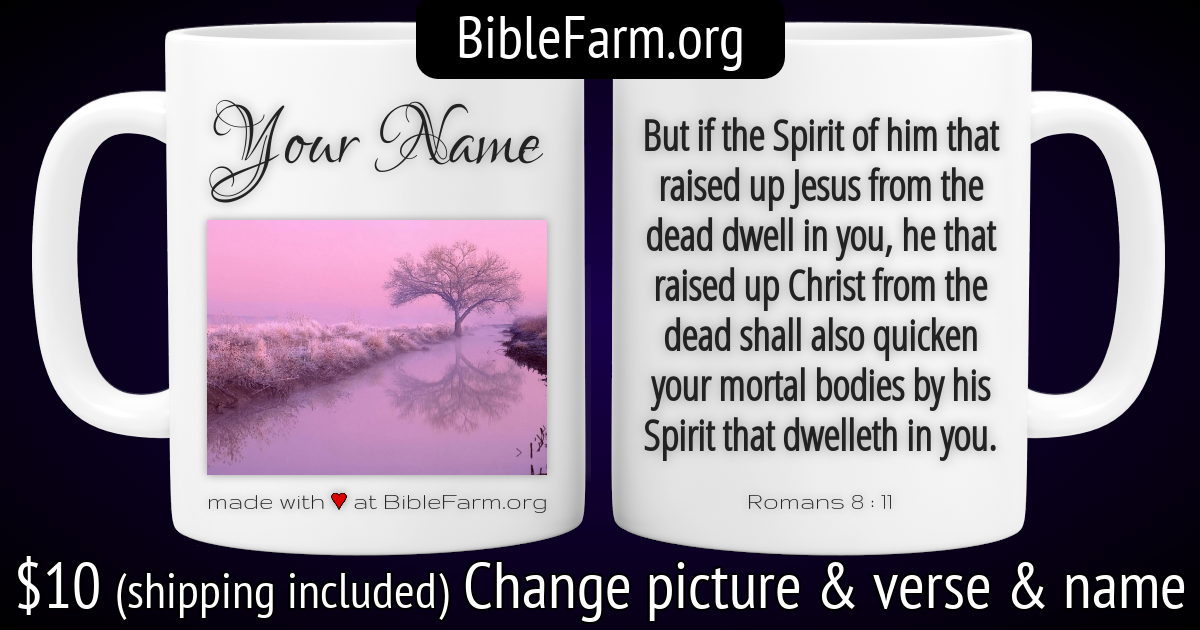 BibleFarm.org
Your Name
made with ♥ at BibleFarm.org
But if the Spirit of him that
raised up Jesus from the
dead dwell in you, he that
raised up Christ from the
dead shall also quicken
your mortal bodies by his
Spirit that dwelleth in you.
Romans 8 : 11
$10 (shipping included) Change picture & verse & name